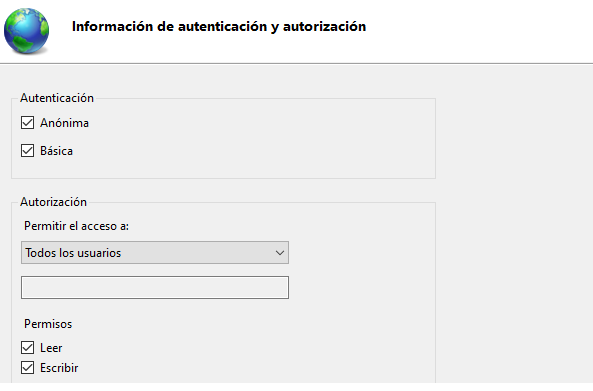 Información de autenticación y autorización
Autenticación
Anónima
Básica
Autorización
Permitir el acceso a:
Todos los usuarios
Permisos
Leer
Escribir